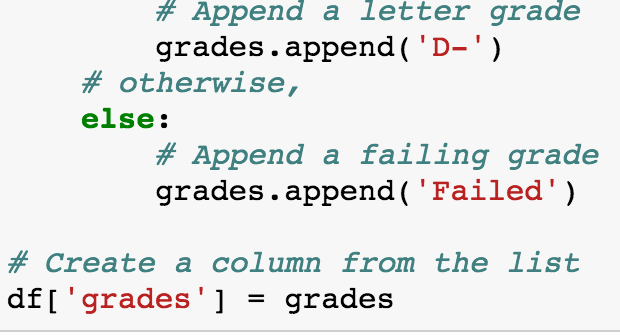 # Append a letter grade
grades.append('D-')
# otherwise,
else:
# Append a failing grade
grades.append('Failed')
# Create a column from the list
df['grades'] = grades